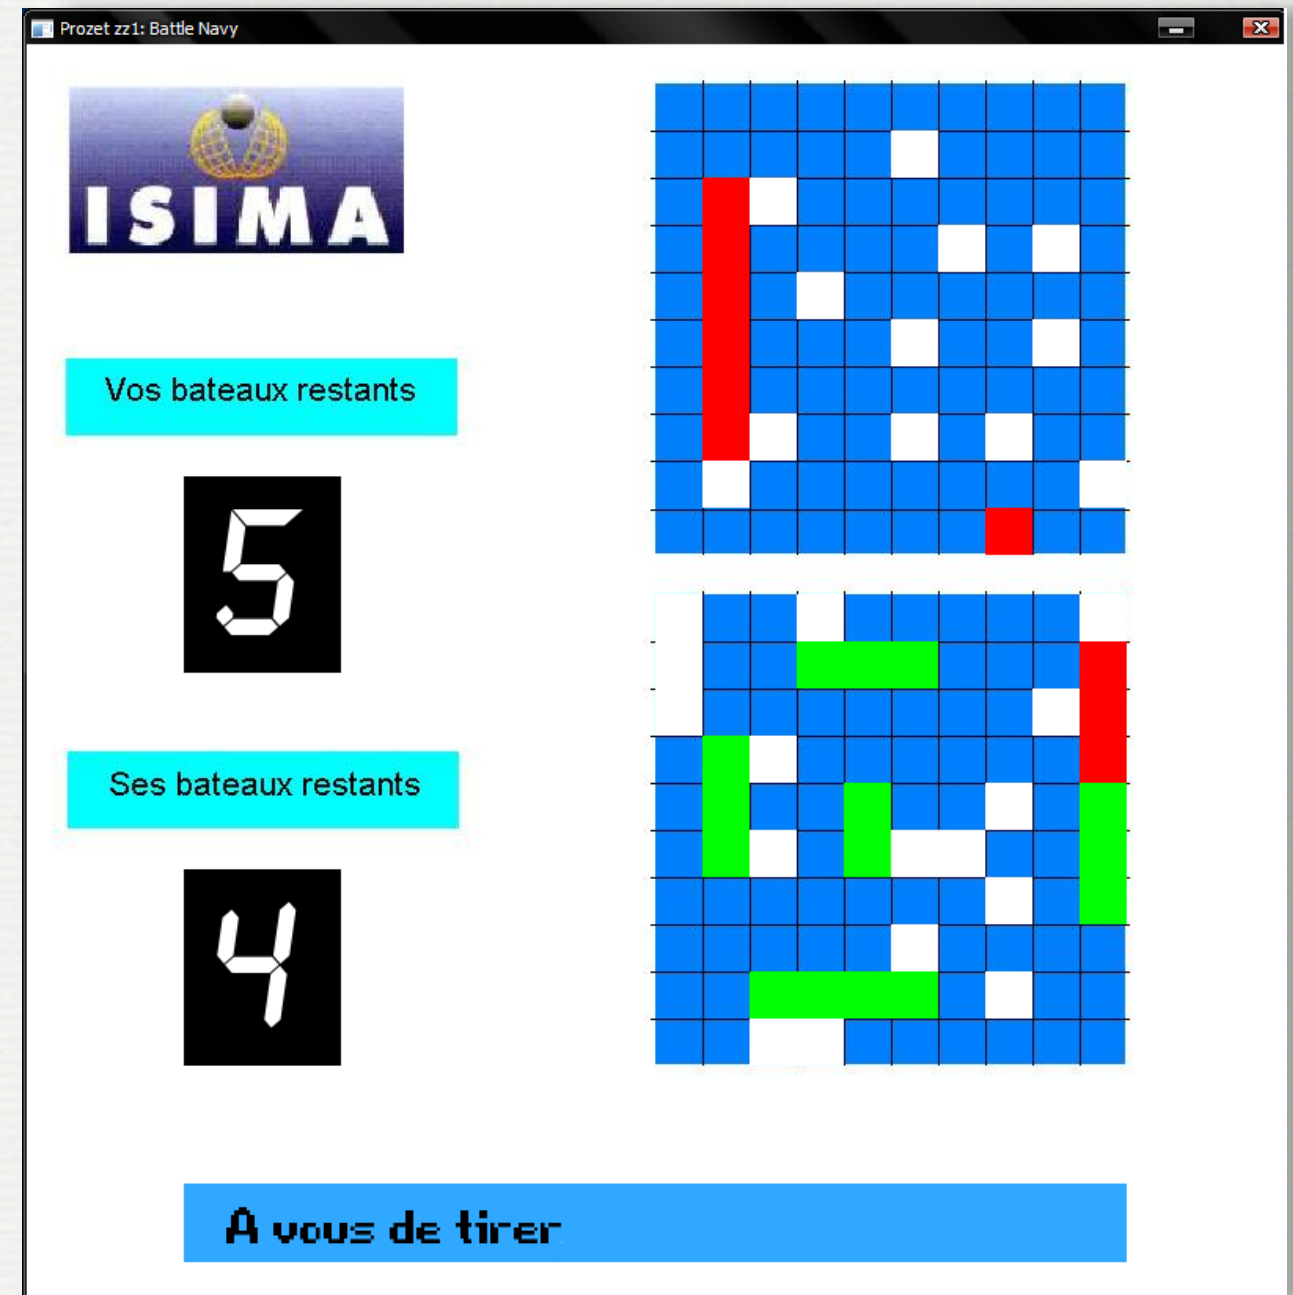 Prozet zz1: Battle Navy
ISIMA
Vos bateaux restants
5
Ses bateaux restants
4
A vous de tirer